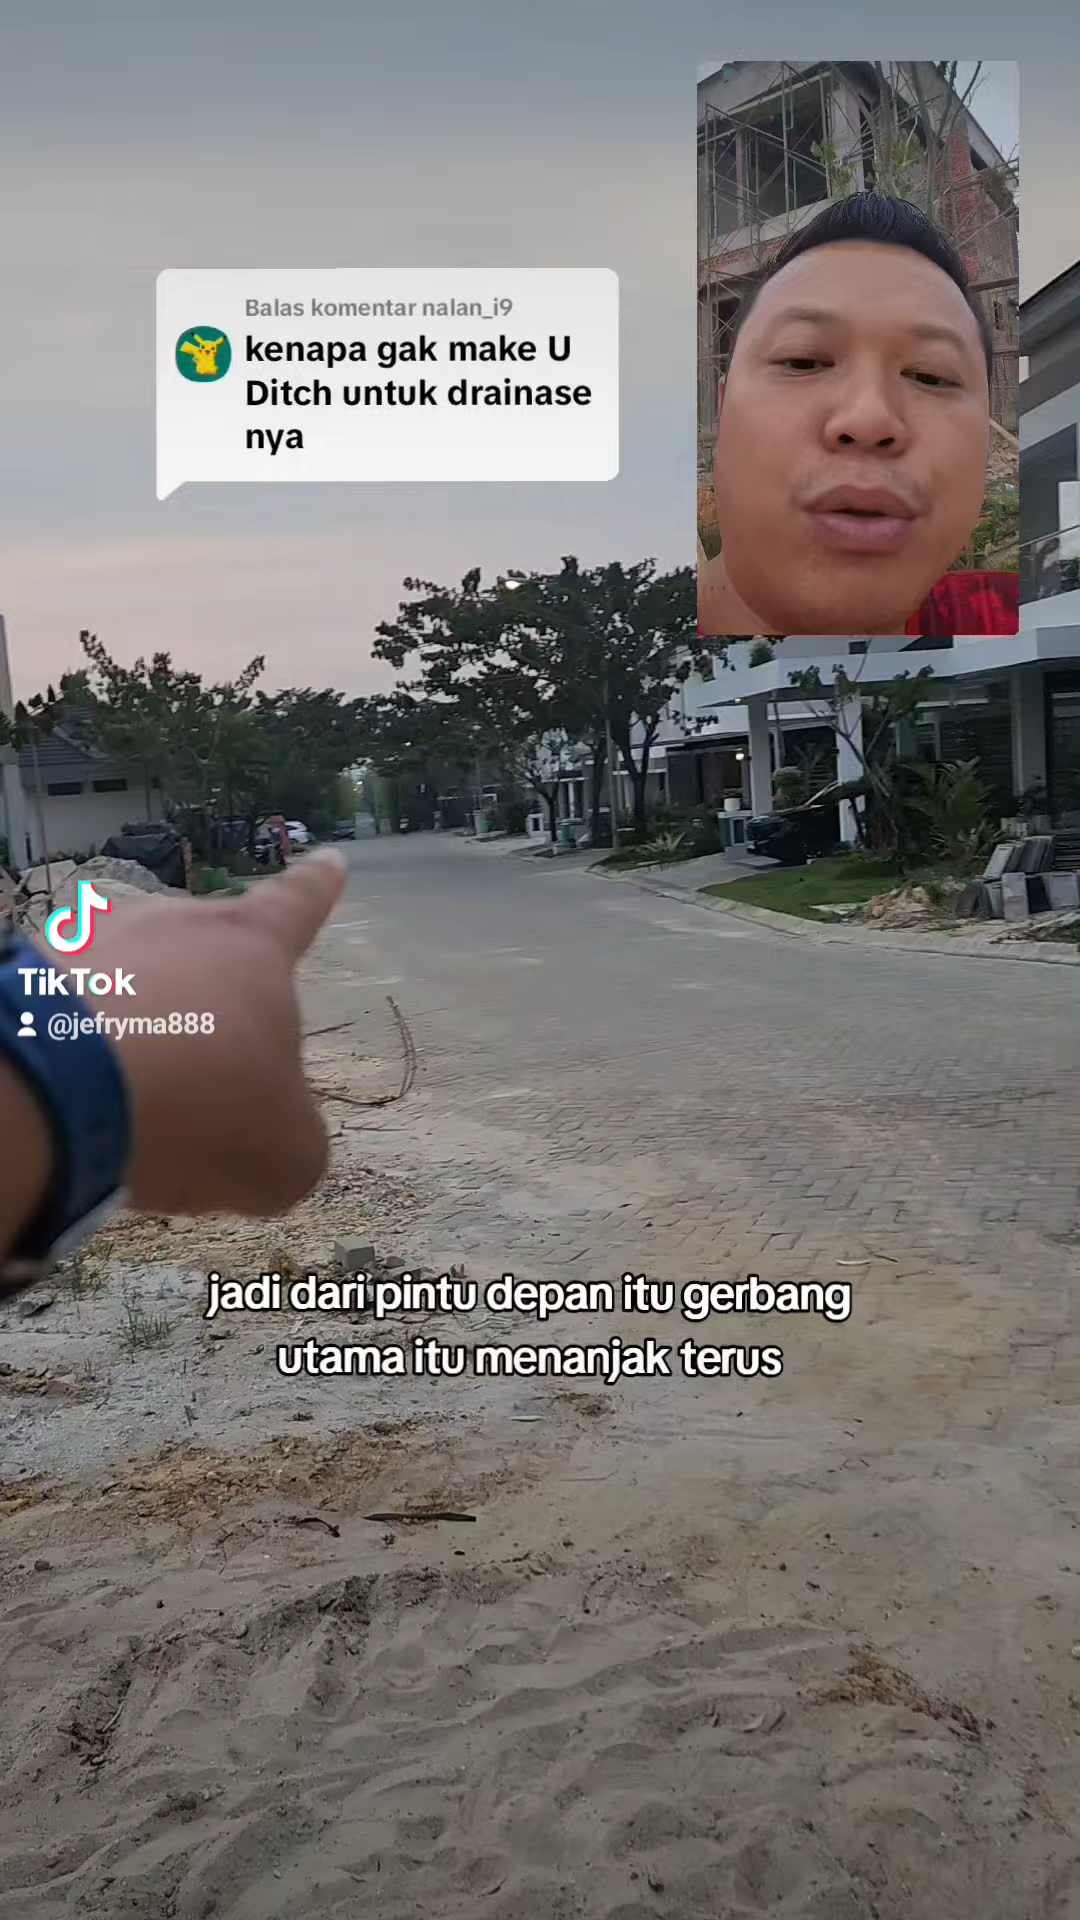 Balas komentar nalan_i9
kenapa gak make U
Ditch untuk drainase
nya
TikTok
@jefryma888
jadi dari pintu depan itu gerbang
utama itu menanjak terus